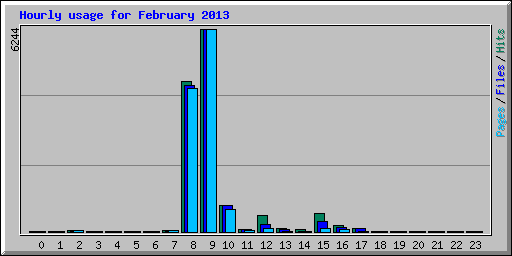 Hourly usage for February 2013
6244
Pages/Files/Hits
0 1 2 3 4 5 6 7 8 9 10 11 12 13 14 15 16 17 18 19 20 21 22 23